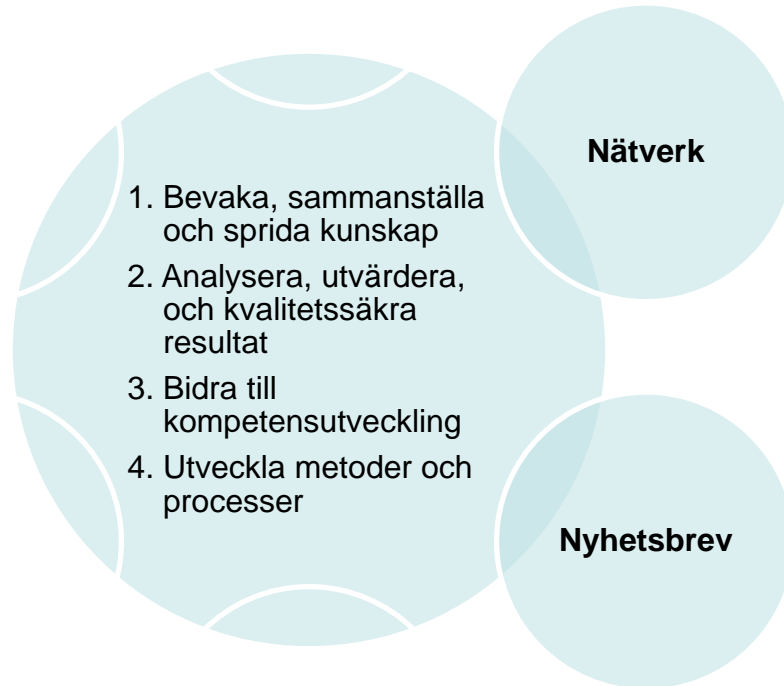 1. Bevaka, sammanställa
och sprida kunskap
2. Analysera, utvärdera,
och kvalitetssäkra
resultat
3. Bidra till
kompetensutveckling
4. Utveckla metoder och
processer
Nätverk
Nyhetsbrev